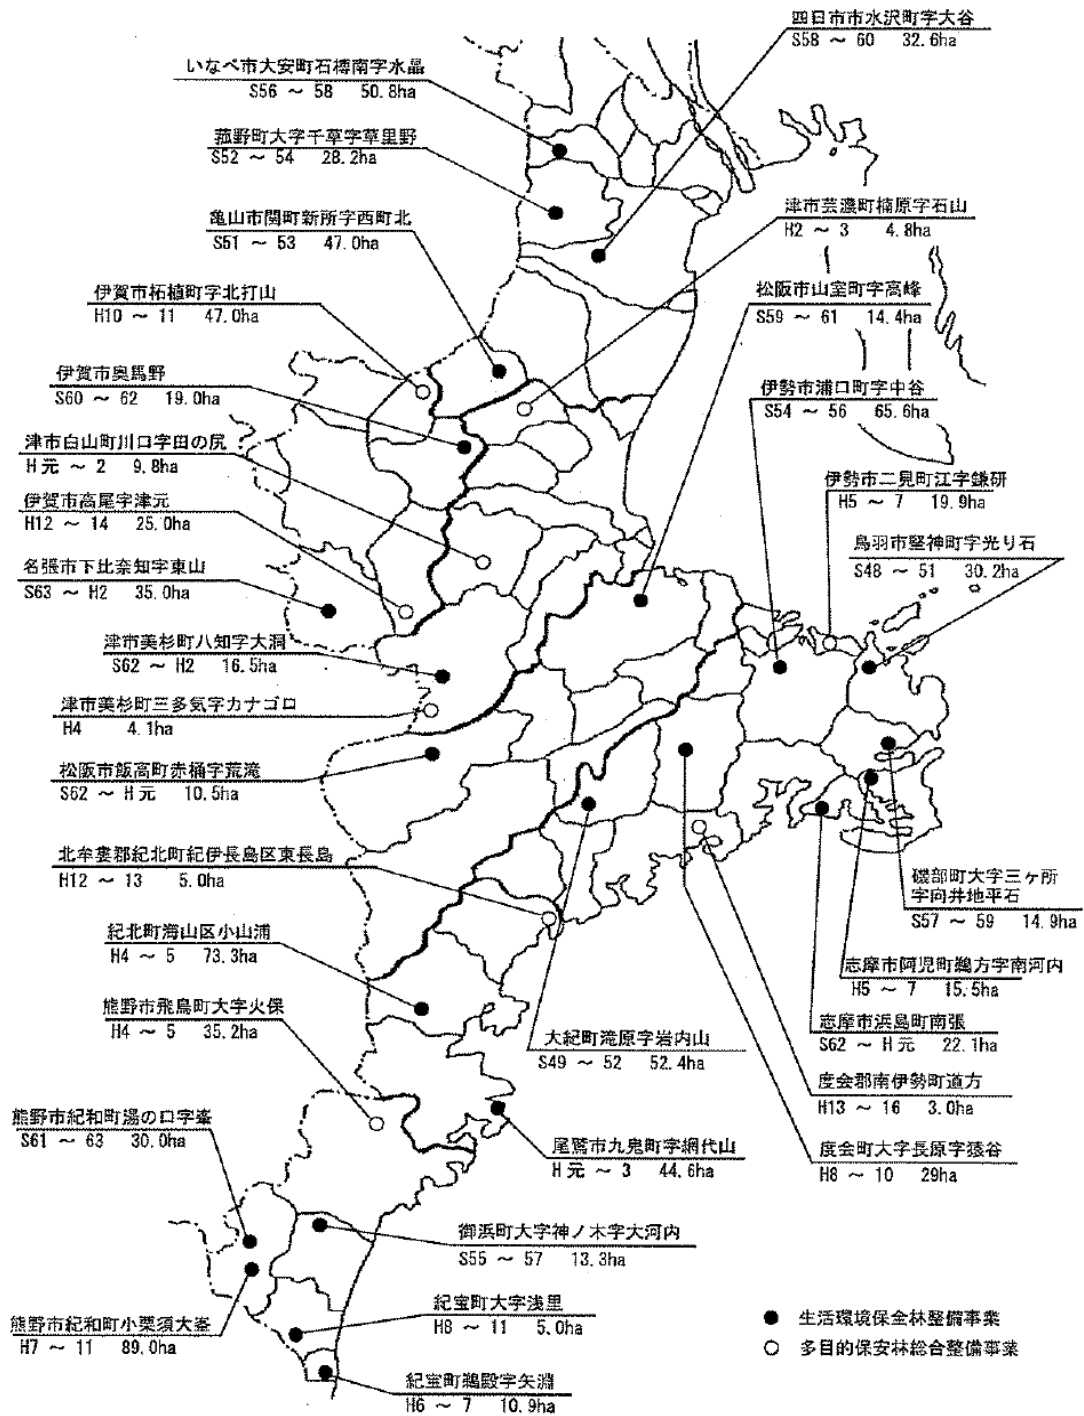 四日市市水沢町字大谷
S58 ～ 60 32.6ha
いなべ市大安町石榑南字水晶
S56 ～ 58 50.8ha
菰野町大字千草字草里野
S52 ～ 54 28.2ha
津市芸濃町楠原字石山
H2 ～ 3 4.8ha
亀山市関町新所字西町北
S51 ～ 53 47.0ha
伊賀市柘植町字北打山
H10 ～ 11 47.0ha
松阪市山室町字高峰
S59 ～ 61 14.4ha
伊賀市奥馬野
S60 ～ 62 19.0ha
伊勢市浦口町字中谷
S54 ～ 56 65.6ha
津市白山町川口字田の尻
H元 ～ 2 9.8ha
伊勢市二見町江字鎌研
H5 ～ 7 19.9ha
伊賀市高尾字津元
H12 ～ 14 25.0ha
鳥羽市堅神町字光り石
S48 ～ 51 30.2ha
名張市下比奈知字東山
S63 ～ H2 35.0ha
津市美杉町八知字大洞
S62 ～ H2 16.5ha
津市美杉町三多気字カナゴロ
H4 4.1ha
松阪市飯高町赤桶字荒滝
S62 ～ H元 10.5ha
北牟婁郡紀北町紀伊長島区東長島
H12 ～ 13 5.0ha
磯部町大字三ヶ所
字向井地平石
S57 ～ 59 14.9ha
紀北町海山区小山浦
H4 ～ 5 73.3ha
志摩市阿児町鵜方字南河内
H5 ～ 7 15.5ha
熊野市飛鳥町大字火保
H4 ～ 5 35.2ha
志摩市浜島町南張
S62 ～ H元 22.1ha
大紀町滝原字岩内山
S49 ～ 52 52.4ha
度会郡南伊勢町道方
H13 ～ 16 3.0ha
熊野市紀和町湯の口字峯
S61 ～ 63 30.0ha
尾鷲市九鬼町字網代山
H元 ～ 3 44.6ha
度会町大字長原字猿谷
H8 ～ 10 29ha
御浜町大字神ノ木字大河内
S55 ～ 57 13.3ha
紀宝町大字浅里
H8 ～ 11 5.0ha
熊野市紀和町小栗須大峯
H7 ～ 11 89.0ha
紀宝町鵜殿字矢淵
H6 ～ 7 10.9ha
● 生活環境保全林整備事業
○ 多目的保安林総合整備事業